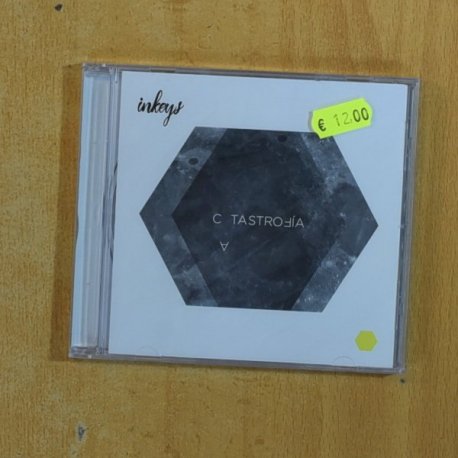 inkeys
€ 12.00
C TASTROFÍA
A